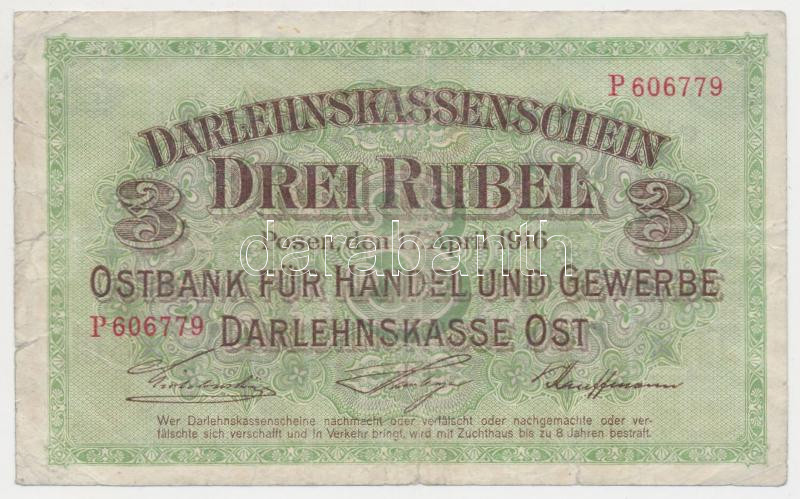 P 606779
DARLEHNSKASSENSCHEIN
DREI RUBEL
3 3
Posen, den 17. April 1916
OSTBANK FÜR HANDEL UND GEWERBE
P 606779 DARLEHNSKASSE OST
Kauffmann
Wer Darlehnskassenscheine nachmacht oder verfälscht oder nachgemachte oder ver-
fälschte sich verschafft und in Verkehr bringt, wird mit Zuchthaus bis zu 8 Jahren bestraft.
darabanth